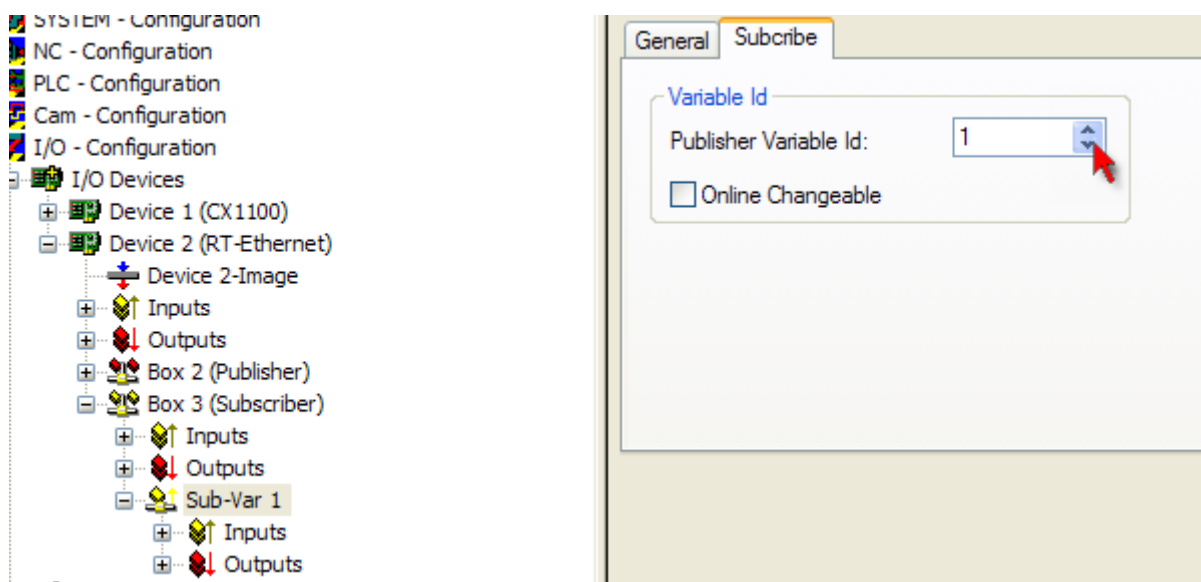 SYSTEM - Configuration
NC - Configuration
PLC - Configuration
Cam - Configuration
I/O - Configuration
I/O Devices
Device 1 (CX1100)
Device 2 (RT-Ethernet)
Device 2-Image
Inputs
Outputs
Box 2 (Publisher)
Box 3 (Subscriber)
Inputs
Outputs
Sub-Var 1
Inputs
Outputs
General Subcribe
Variable Id
Publisher Variable Id: 1
Online Changeable